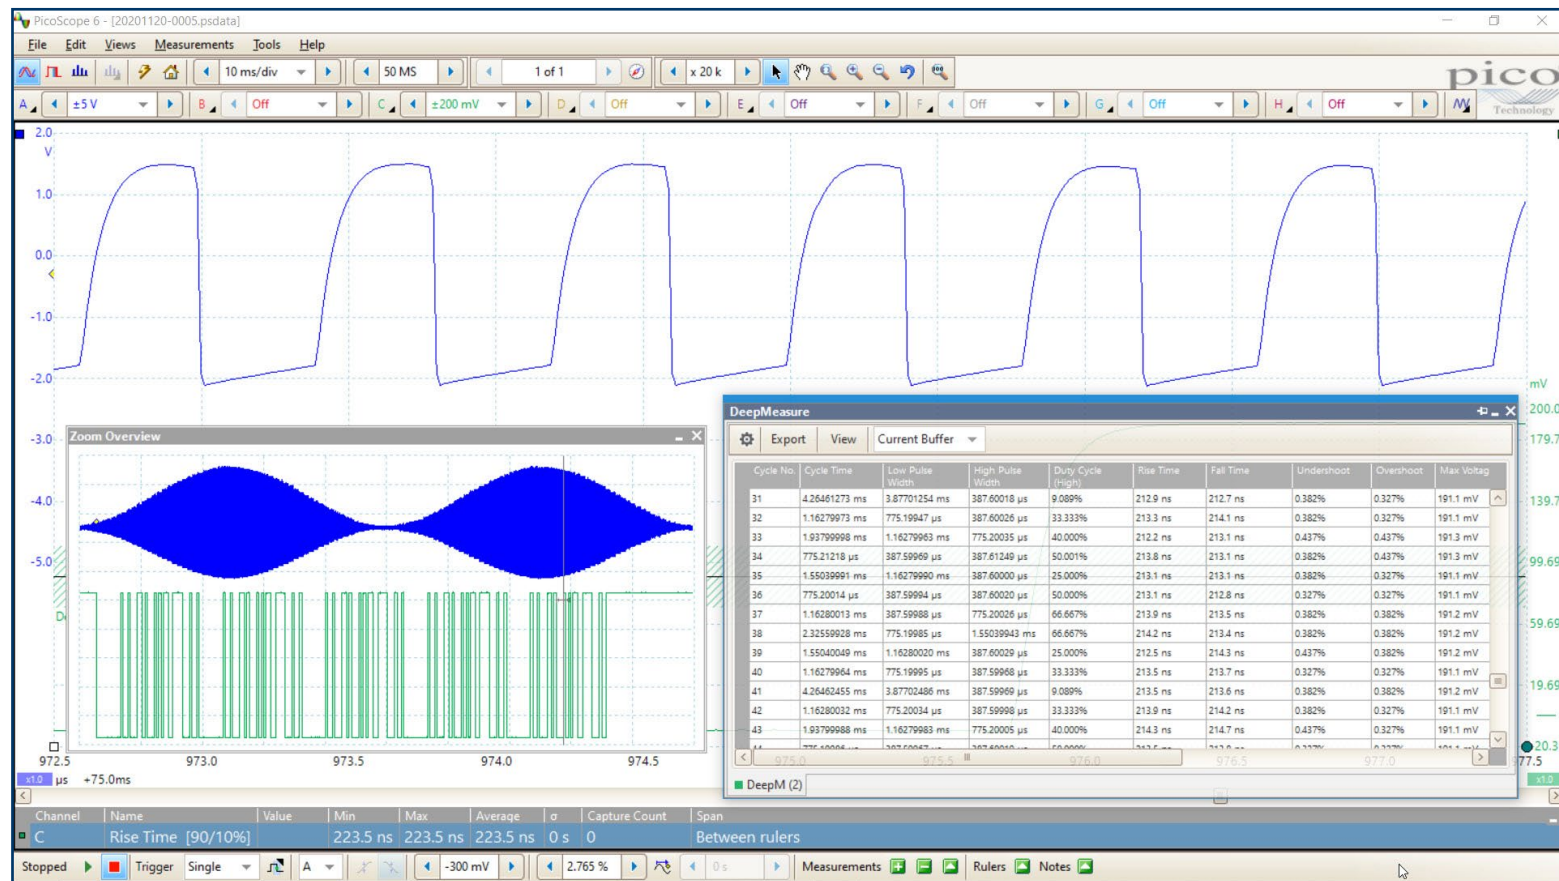 PicoScope 6 - [20201120-0005.psdata]
File Edit Views Measurements Tools Help
10 ms/div 50 MS 1 of 1 x 20 k
pico
Technology
A ±5 V B Off C ±200 mV D Off E Off F Off G Off H Off
2.0
V
1.0
0.0
-1.0
-2.0
-3.0
-4.0
-5.0
mV
200.0
179.7
139.7
99.69
59.69
19.69
-20.3
Zoom Overview
DeepMeasure
Export View Current Buffer
Cycle No. Cycle Time Low Pulse Width High Pulse Width Duty Cycle (High) Rise Time Fall Time Undershoot Overshoot Max Voltag
31 4.26461273 ms 3.87701254 ms 387.60018 µs 9.089% 212.9 ns 212.7 ns 0.382% 0.327% 191.1 mV
32 1.16279973 ms 775.19947 µs 387.60026 µs 33.333% 213.3 ns 214.1 ns 0.382% 0.327% 191.1 mV
33 1.93799998 ms 1.16279963 ms 775.20035 µs 40.000% 212.2 ns 213.1 ns 0.437% 0.327% 191.3 mV
34 775.21218 µs 387.59969 µs 387.61249 µs 50.001% 213.8 ns 213.1 ns 0.382% 0.437% 191.3 mV
35 1.55039991 ms 1.16279990 ms 387.60000 µs 25.000% 213.1 ns 213.1 ns 0.382% 0.327% 191.1 mV
36 775.20014 µs 387.59994 µs 387.60020 µs 50.000% 213.1 ns 212.8 ns 0.327% 0.327% 191.1 mV
37 1.16280013 ms 387.59988 µs 775.20026 µs 66.667% 213.9 ns 213.5 ns 0.382% 0.382% 191.2 mV
38 2.32559928 ms 775.19985 µs 1.55039943 ms 66.667% 214.2 ns 213.4 ns 0.382% 0.382% 191.2 mV
39 1.55040049 ms 1.16280020 ms 387.60029 µs 25.000% 212.5 ns 214.3 ns 0.437% 0.382% 191.2 mV
40 1.16279964 ms 775.19995 µs 387.59968 µs 33.333% 213.5 ns 213.7 ns 0.327% 0.327% 191.1 mV
41 4.26462455 ms 3.87702486 ms 387.59969 µs 9.089% 213.5 ns 213.6 ns 0.382% 0.382% 191.2 mV
42 1.16280032 ms 775.20034 µs 387.59998 µs 33.333% 213.9 ns 214.2 ns 0.382% 0.327% 191.1 mV
43 1.93799988 ms 1.16279983 ms 775.20005 µs 40.000% 214.3 ns 214.7 ns 0.437% 0.327% 191.1 mV
DeepM (2)
972.5 973.0 973.5 974.0 974.5 975.0 975.5 976.0 976.5 977.0 977.5
x1.0 µs +75.0ms x1.0
Channel Name Value Min Max Average σ Capture Count Span
C Rise Time [90/10%] 223.5 ns 223.5 ns 223.5 ns 0 s 0 Between rulers
Stopped Trigger Single A -300 mV 2.765 % 0 s Measurements Rulers Notes